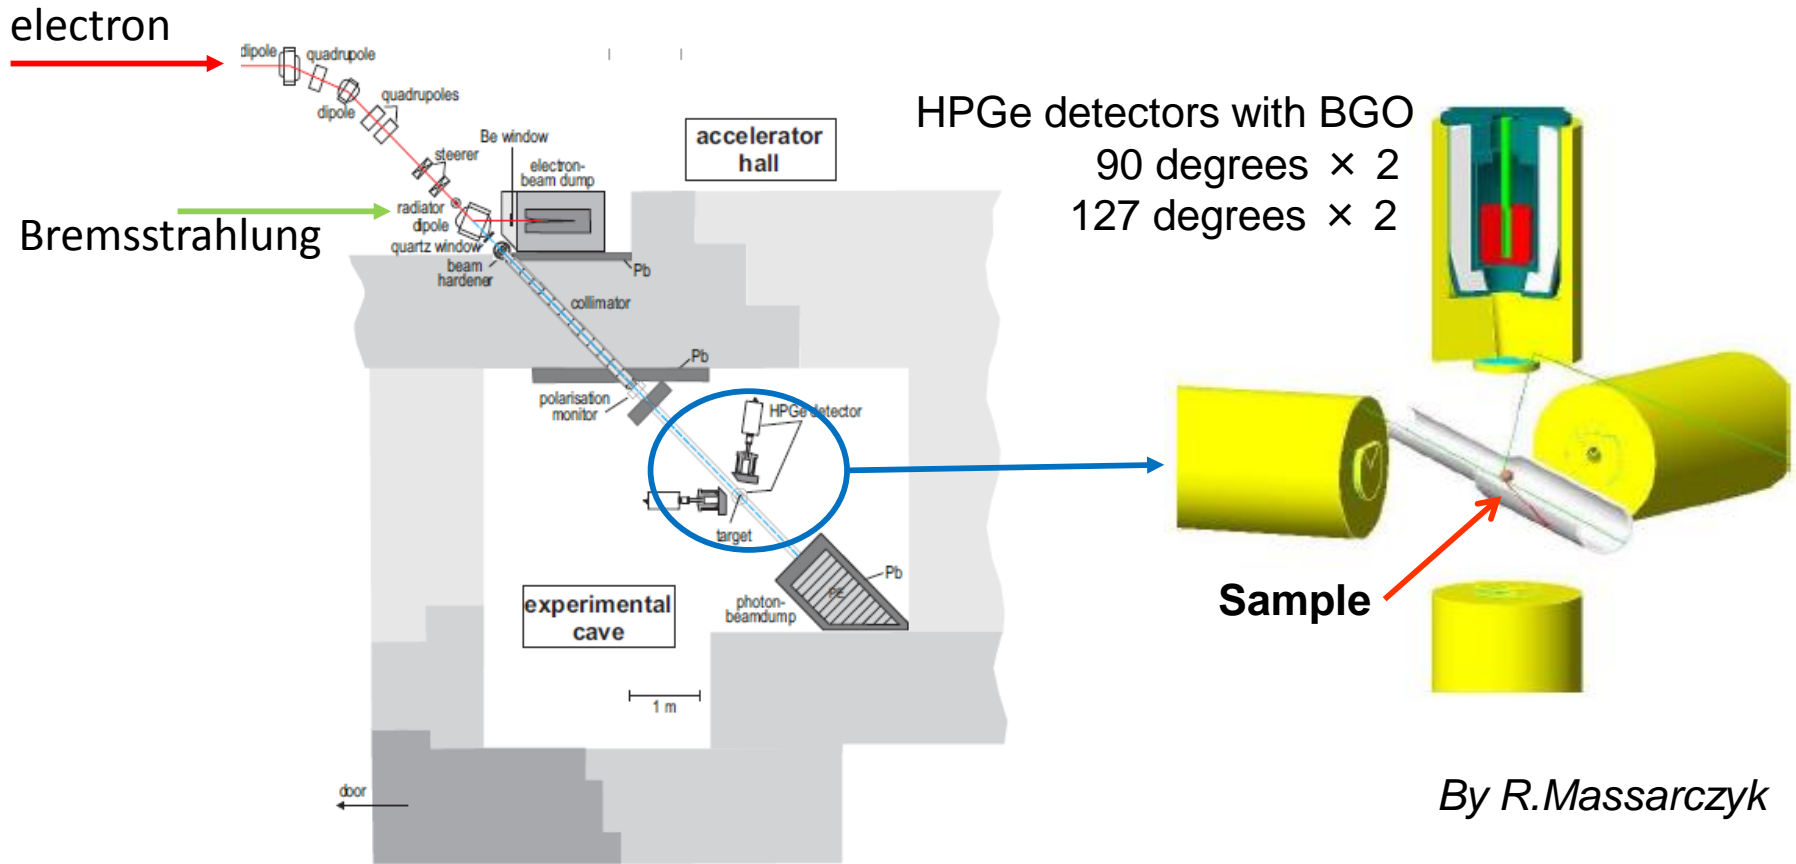 electron
dipole
quadrupole
quadrupoles
dipole
Be window
steerer
electron-
beam dump
accelerator
hall
HPGe detectors with BGO
90 degrees × 2
127 degrees × 2
radiator
dipole
Bremsstrahlung
quartz window
beam
hardener
Pb
collimator
Pb
polarisation
monitor
HPGe detector
target
Pb
PE
experimental
cave
photon-
beamdump
Sample
1 m
door
By R.Massarczyk